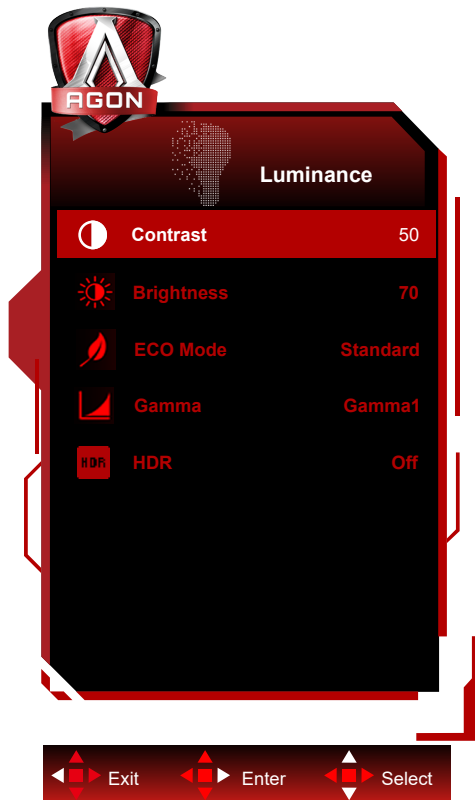 AGON
Luminance
Contrast 50
Brightness 70
ECO Mode Standard
Gamma Gamma1
HDR HDR Off
Exit Enter Select